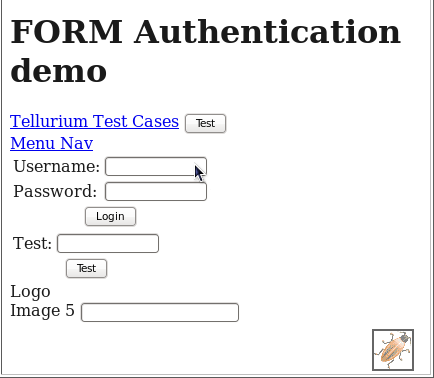 FORM Authentication
demo
Tellurium Test Cases Test
Menu Nav
Username:
Password:
Login
Test:
Test
Logo
Image 5